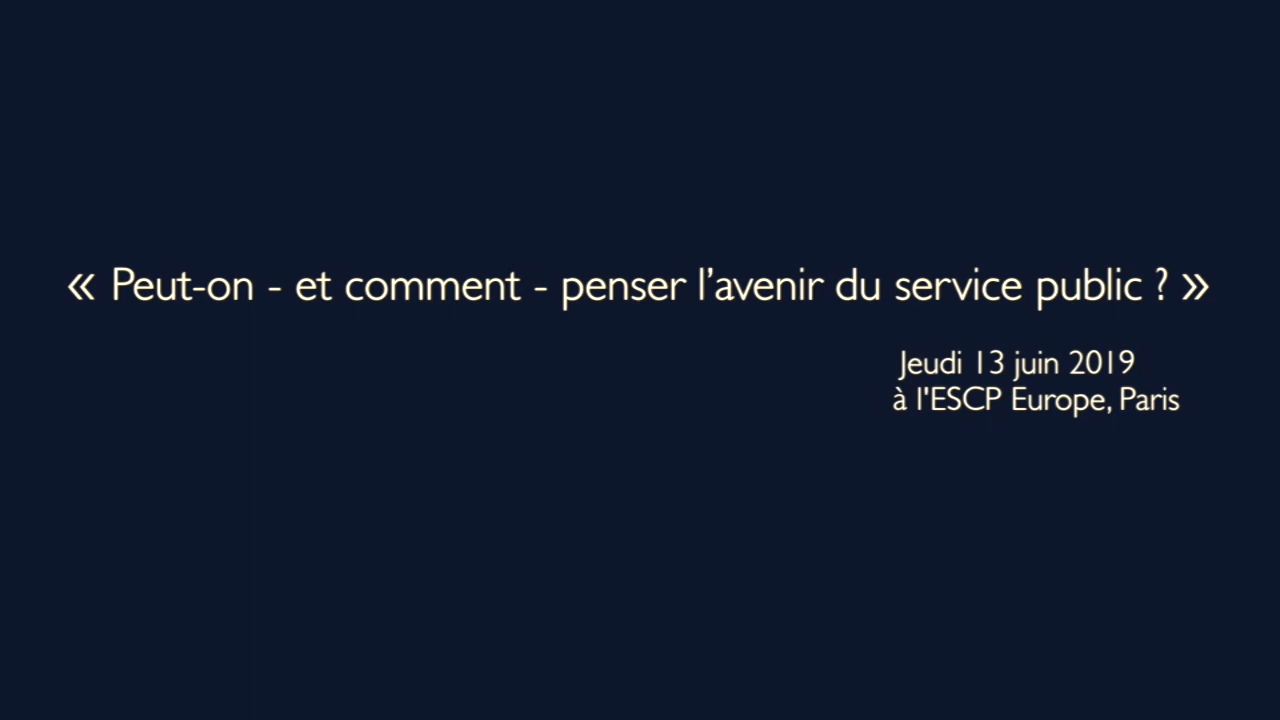 « Peut-on - et comment - penser l’avenir du service public ? »
Jeudi 13 juin 2019
à l'ESCP Europe, Paris